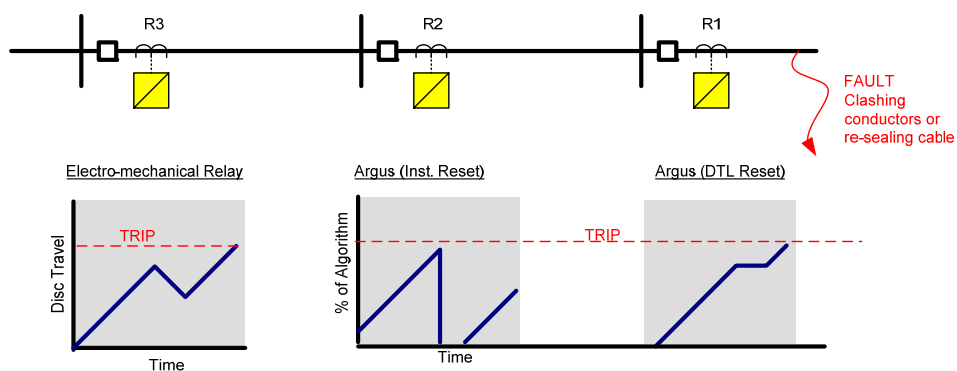 R3
R2
R1
FAULT
Clashing
conductors or
re-sealing cable
Electro-mechanical Relay
Argus (Inst. Reset)
Argus (DTL Reset)
TRIP
TRIP
Disc Travel
% of Algorithm
Time
Time